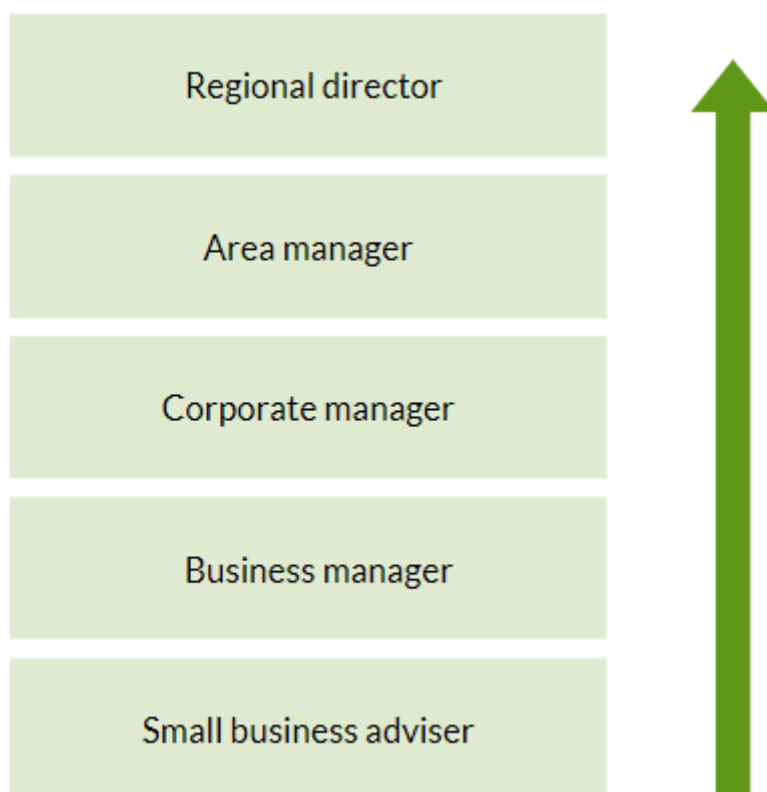 Regional director
Area manager
Corporate manager
Business manager
Small business adviser